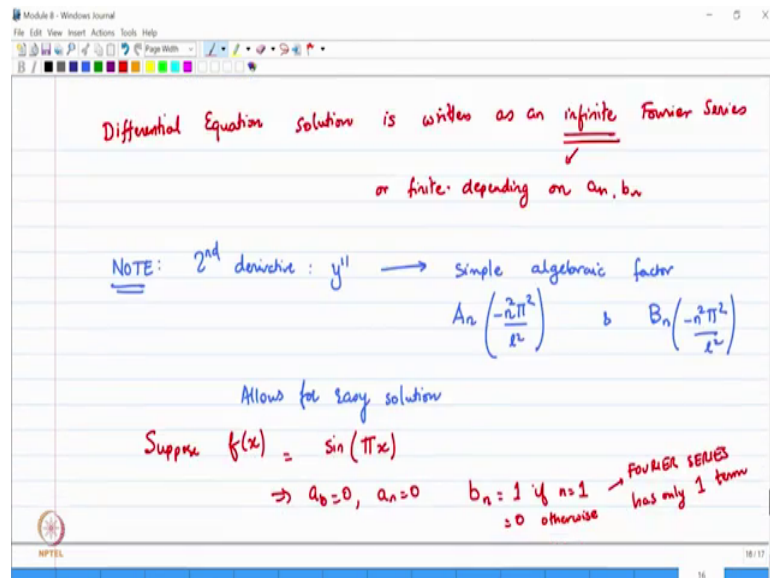 Module 8 - Windows Journal
File Edit View Insert Actions Tools Help
Page Width
B I
Differential Equation solution is written as an infinite Fourier Series
or finite. depending on an, bn
NOTE: 2nd derivative : y'' → simple algebraic factor
An (-n²π²/l²) & Bn (-n²π²/l²)
Allows for easy solution
Suppose f(x) = sin(πx)
⇒ a0=0, an=0 bn = 1 if n=1 → FOURIER SERIES
=0 otherwise has only 1 term
NPTEL
18/17
16